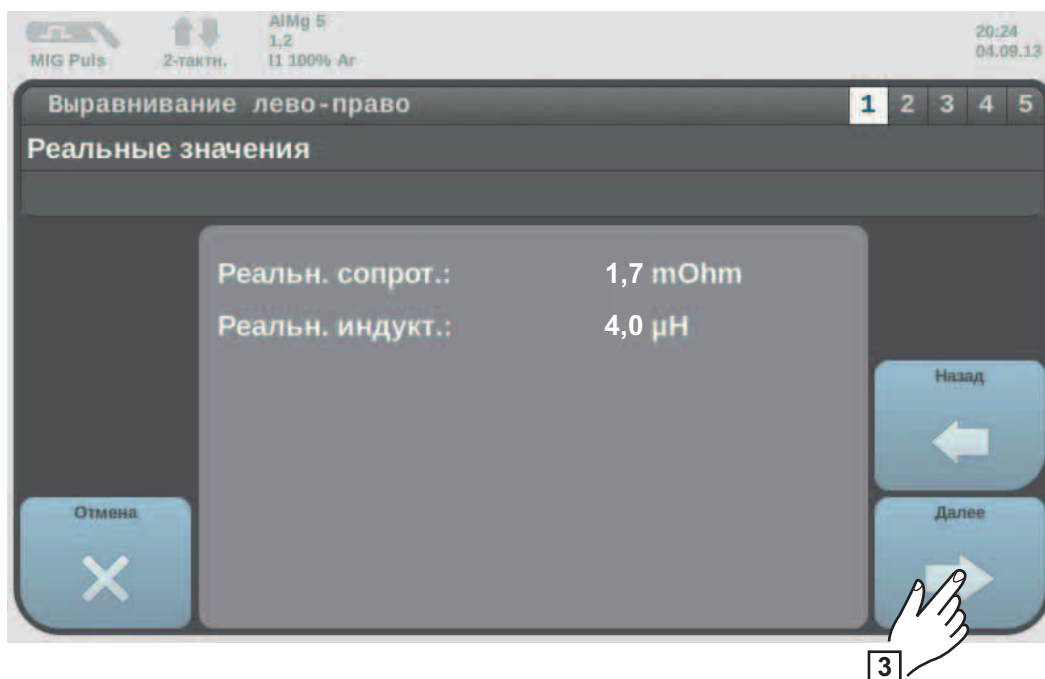 AlMg 5
1,2
I1 100% Ar
MIG Puls
2-тактн.
20:24
04.09.13
Выравнивание лево-право
1 2 3 4 5
Реальные значения
Реальн. сопрот.: 1,7 mOhm
Реальн. индукт.: 4,0 µH
Назад
Отмена
Далее
3